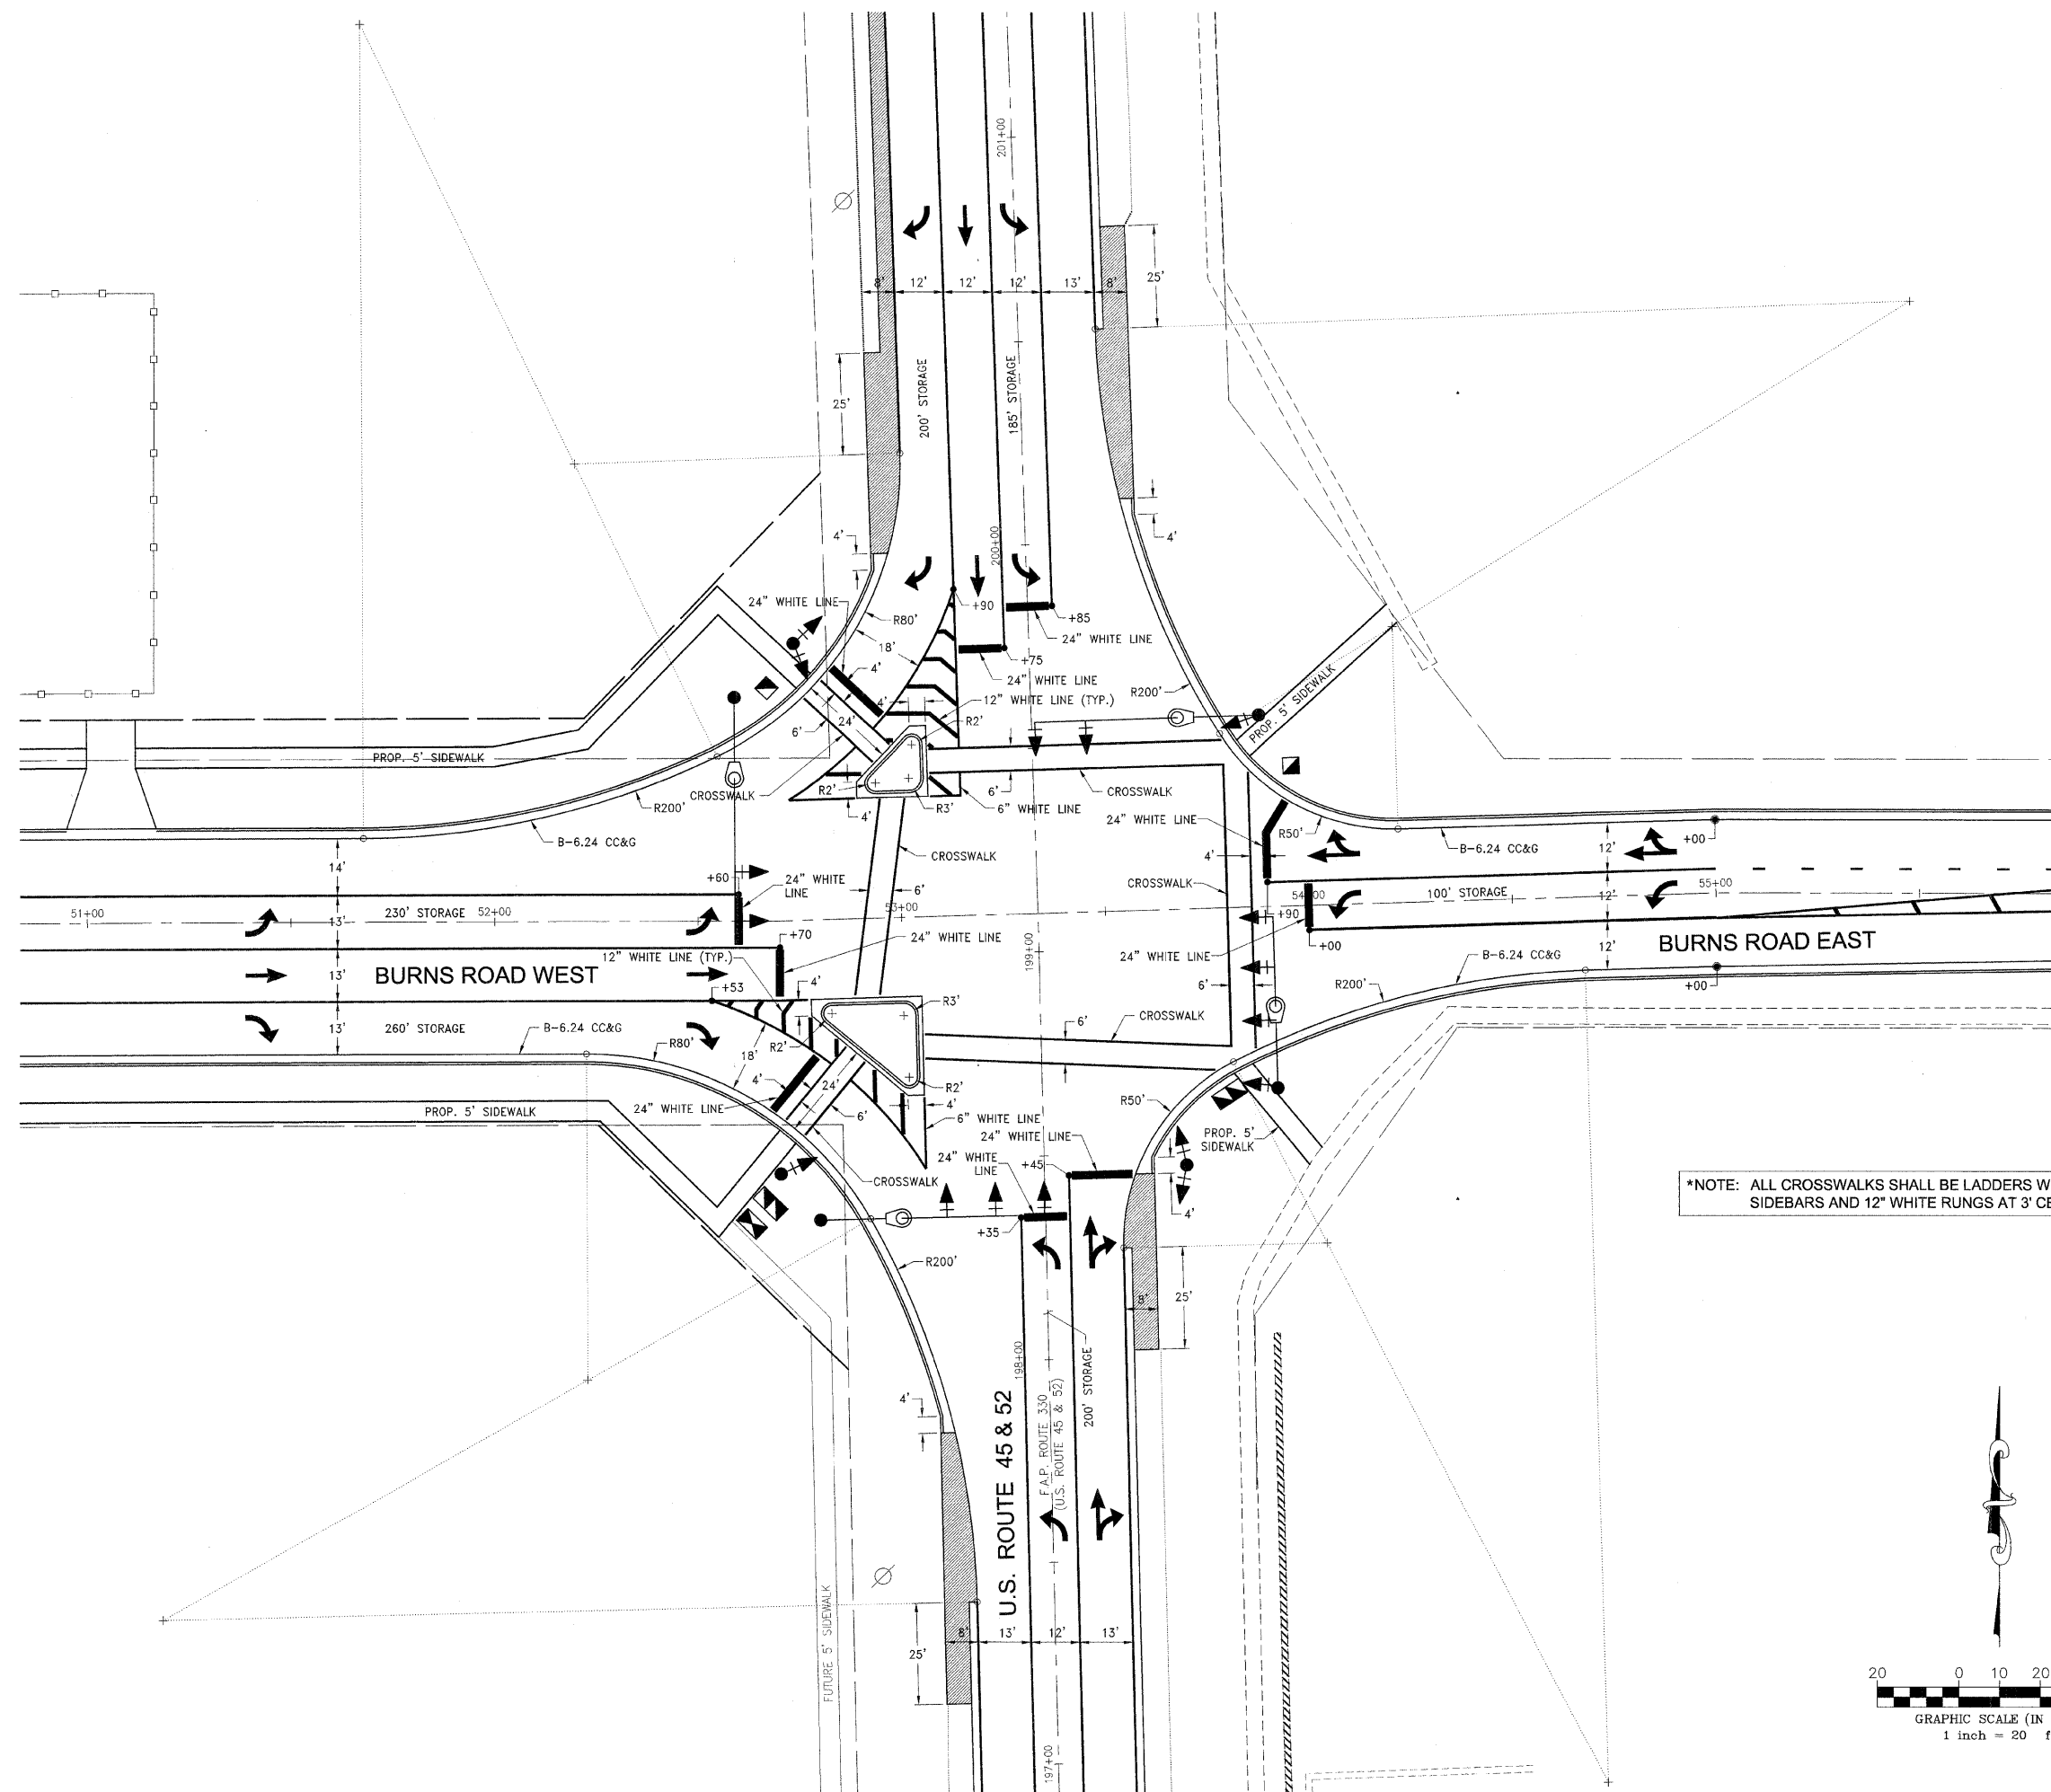 201+00
8'
12'
12'
12'
13'
8'
25'
25'
200' STORAGE
185' STORAGE
200+00
4'
4'
24" WHITE LINE
R80'
18'
+90
+85
24" WHITE LINE
+75
24" WHITE LINE
4'
4'
12" WHITE LINE (TYP.)
R200'
PROP. 5' SIDEWALK
6'
24'
R2'
PROP. 5' SIDEWALK
R200'
CROSSWALK
R2'
R3'
4'
6'
6" WHITE LINE
CROSSWALK
24" WHITE LINE
R50'
B-6.24 CC&G
CROSSWALK
4'
B-6.24 CC&G
12'
+00
14'
+60
24" WHITE
LINE
6'
CROSSWALK
51+00
13'
230' STORAGE
52+00
53+00
54+00
100' STORAGE
12'
55+00
+90
+70
24" WHITE LINE
199+00
+00
BURNS ROAD EAST
12'
13'
BURNS ROAD WEST
12" WHITE LINE (TYP.)
24" WHITE LINE
B-6.24 CC&G
+53
4'
6'
R200'
+00
13'
260' STORAGE
B-6.24 CC&G
R80'
R3'
R2'
18'
6'
CROSSWALK
4'
24'
R2'
R50'
PROP. 5' SIDEWALK
24" WHITE LINE
6'
4'
6" WHITE LINE
24" WHITE LINE
PROP. 5'
SIDEWALK
24" WHITE
LINE
+45
CROSSWALK
4'
+35
*NOTE: ALL CROSSWALKS SHALL BE LADDERS W
SIDEBARS AND 12" WHITE RUNGS AT 3' CE
R200'
8'
25'
198+00
4'
U.S. ROUTE 45 & 52
F.A.P. ROUTE 330
(U.S. ROUTE 45 & 52)
200' STORAGE
FUTURE 5' SIDEWALK
8'
13'
12'
13'
25'
197+00
20 0 10 20
GRAPHIC SCALE (IN
1 inch = 20 f